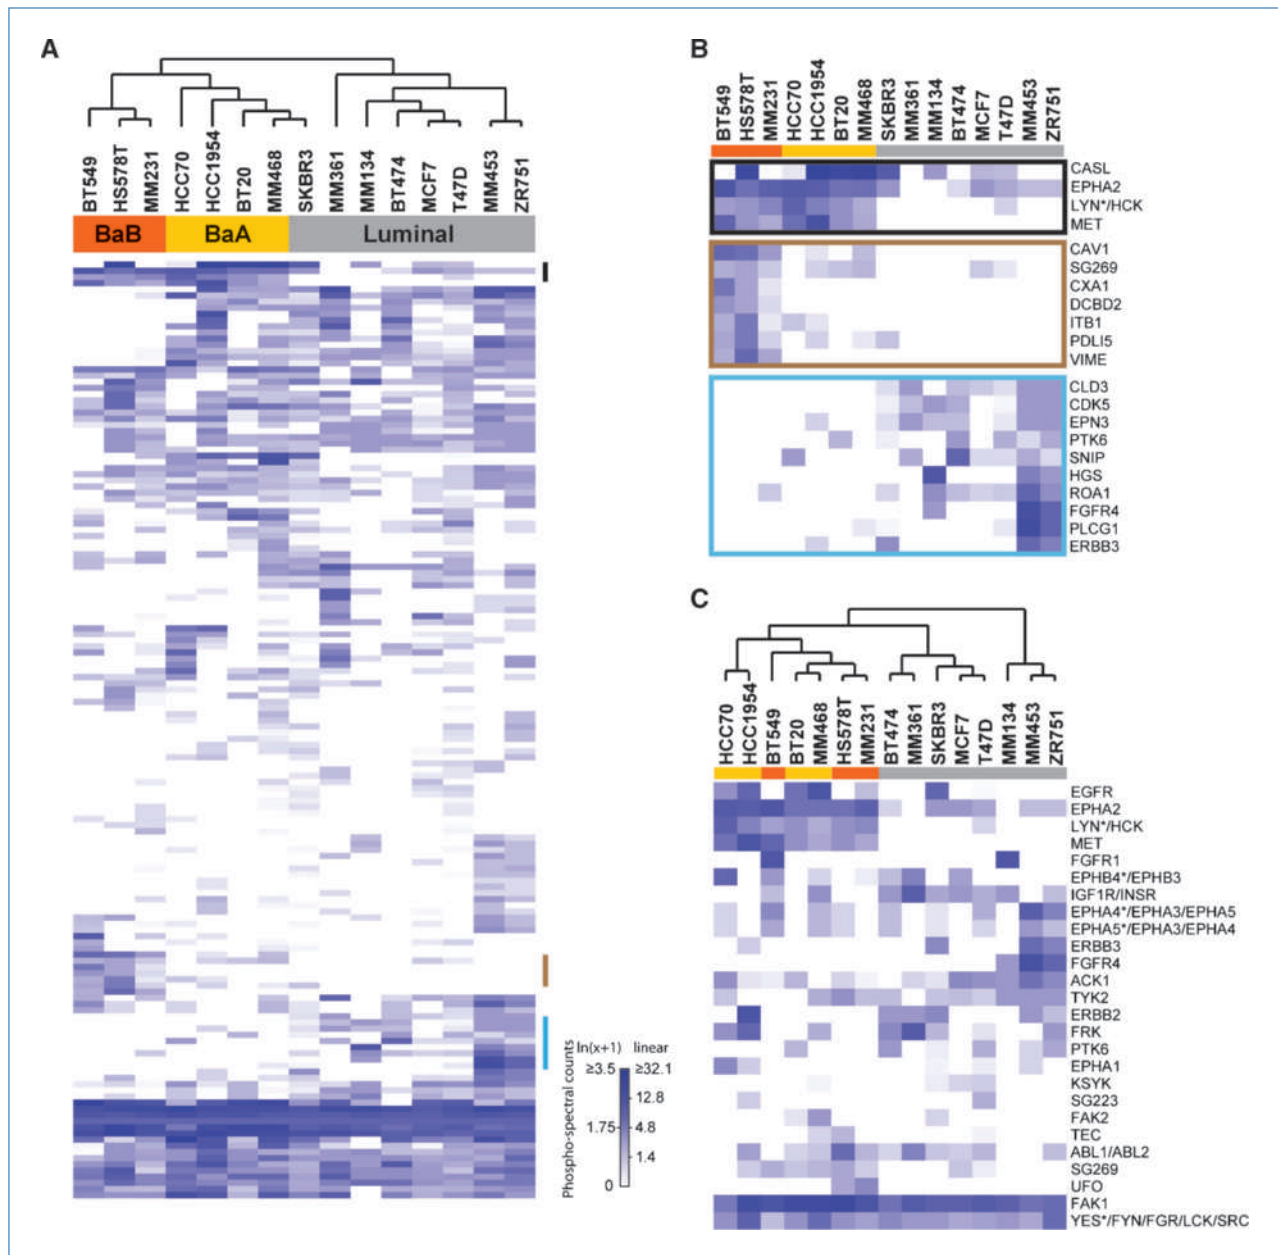 A
BT549
HS578T
MM231
HCC70
HCC1954
BT20
MM468
SKBR3
MM361
MM134
BT474
MCF7
T47D
MM453
ZR751
BaB
BaA
Luminal
Phospho-spectral counts
ln(x+1) linear
≥3.5 ≥32.1
12.8
1.75 4.8
1.4
0
B
BT549
HS578T
MM231
HCC70
HCC1954
BT20
MM468
SKBR3
MM361
MM134
BT474
MCF7
T47D
MM453
ZR751
CASL
EPHA2
LYN*/HCK
MET
CAV1
SG269
CXA1
DCBD2
ITB1
PDLI5
VIME
CLD3
CDK5
EPN3
PTK6
SNIP
HGS
ROA1
FGFR4
PLCG1
ERBB3
C
HCC70
HCC1954
BT549
BT20
MM468
HS578T
MM231
BT474
MM361
SKBR3
MCF7
T47D
MM134
MM453
ZR751
EGFR
EPHA2
LYN*/HCK
MET
FGFR1
EPHB4*/EPHB3
IGF1R/INSR
EPHA4*/EPHA3/EPHA5
EPHA5*/EPHA3/EPHA4
ERBB3
FGFR4
ACK1
TYK2
ERBB2
FRK
PTK6
EPHA1
KSYK
SG223
FAK2
TEC
ABL1/ABL2
SG269
UFO
FAK1
YES*/FYN/FGR/LCK/SRC